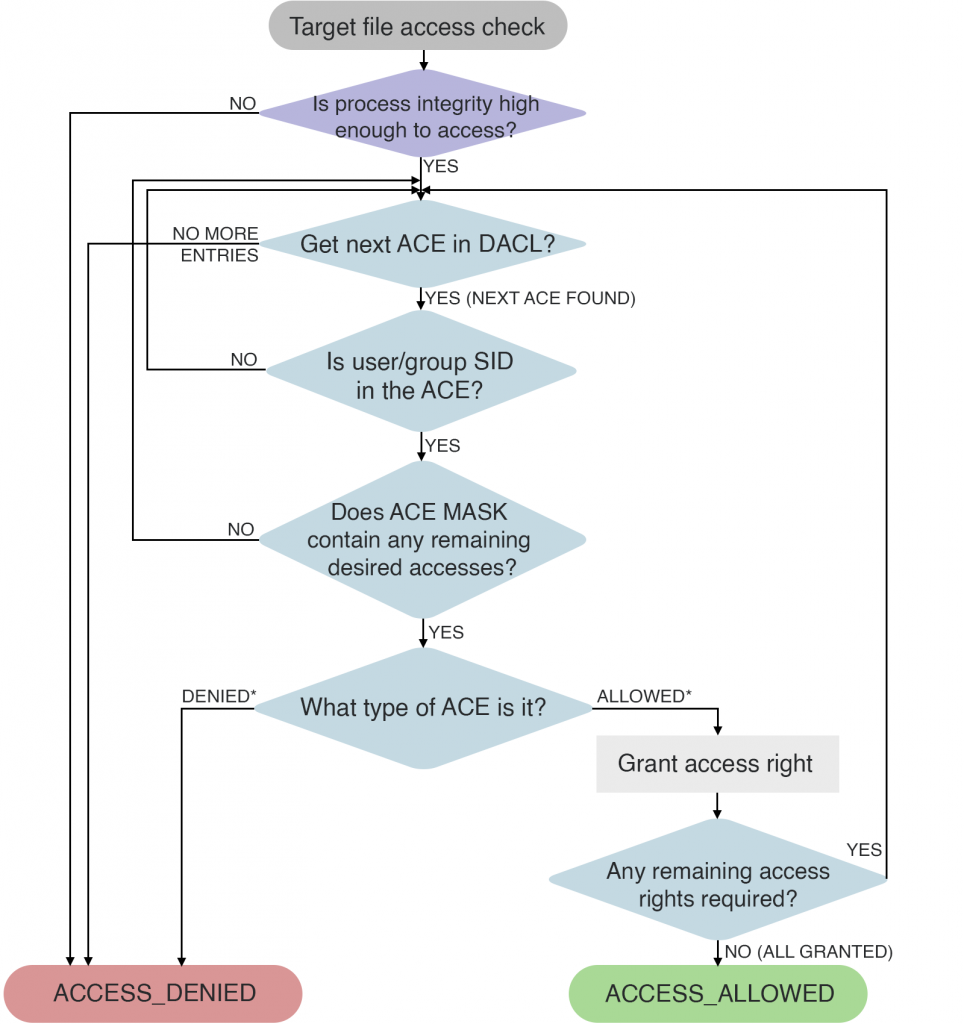 Target file access check
NO
Is process integrity high
enough to access?
YES
NO MORE
ENTRIES
Get next ACE in DACL?
YES (NEXT ACE FOUND)
NO
Is user/group SID
in the ACE?
YES
NO
Does ACE MASK
contain any remaining
desired accesses?
YES
DENIED*
What type of ACE is it?
ALLOWED*
Grant access right
YES
Any remaining access
rights required?
NO (ALL GRANTED)
ACCESS_DENIED
ACCESS_ALLOWED